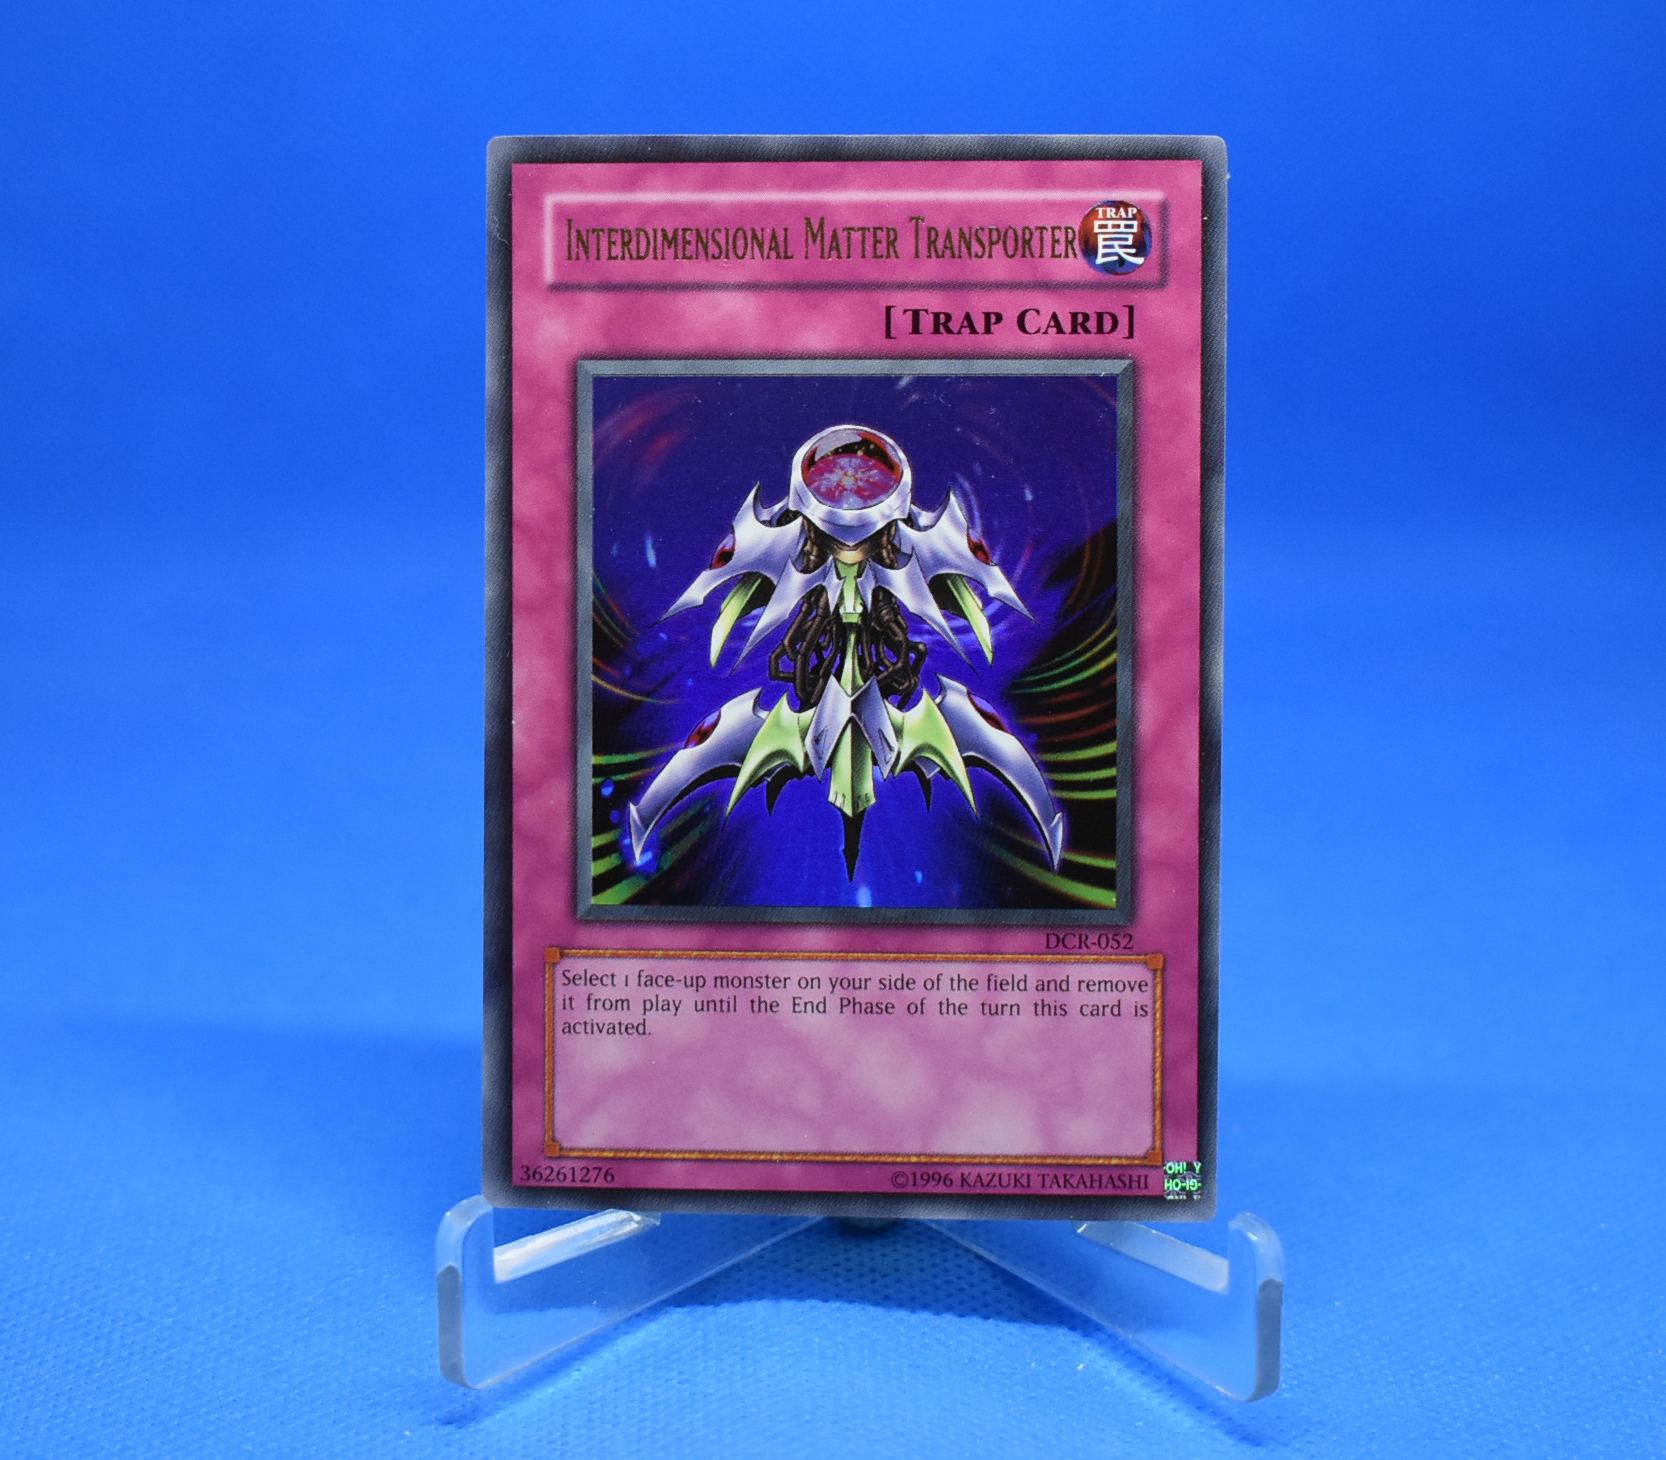 INTERDIMENSIONAL MATTER TRANSPORTER
TRAP
罠
[TRAP CARD]
DCR-052
Select 1 face-up monster on your side of the field and remove
it from play until the End Phase of the turn this card is
activated.
36261276
©1996 KAZUKI TAKAHASHI
-OH! Y